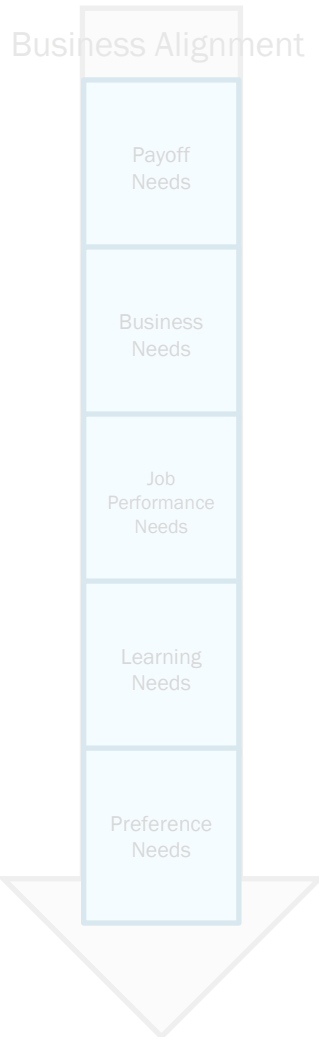 Business Alignment
Payoff
Needs
Business
Needs
Job
Performance
Needs
Learning
Needs
Preference
Needs